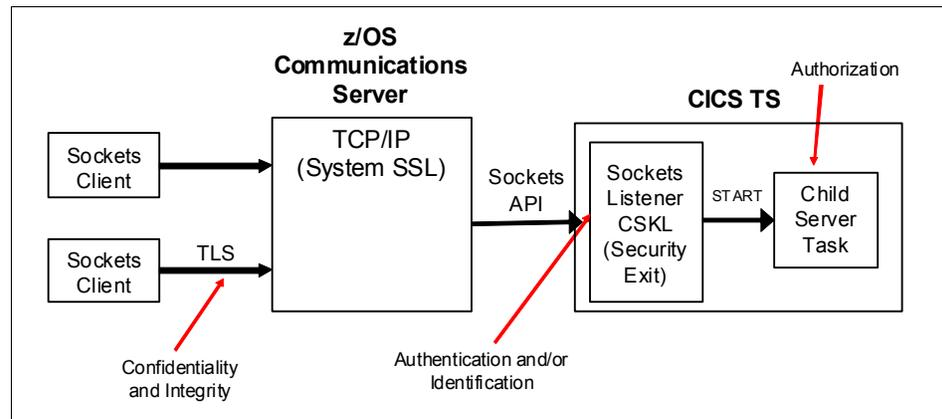 z/OS
Communications
Server
Authorization
CICS TS
Sockets
Client
TCP/IP
(System SSL)
Sockets
API
Sockets
Listener
CSKL
(Security
Exit)
START
Child
Server
Task
Sockets
Client
TLS
Confidentiality
and Integrity
Authentication and/or
Identification